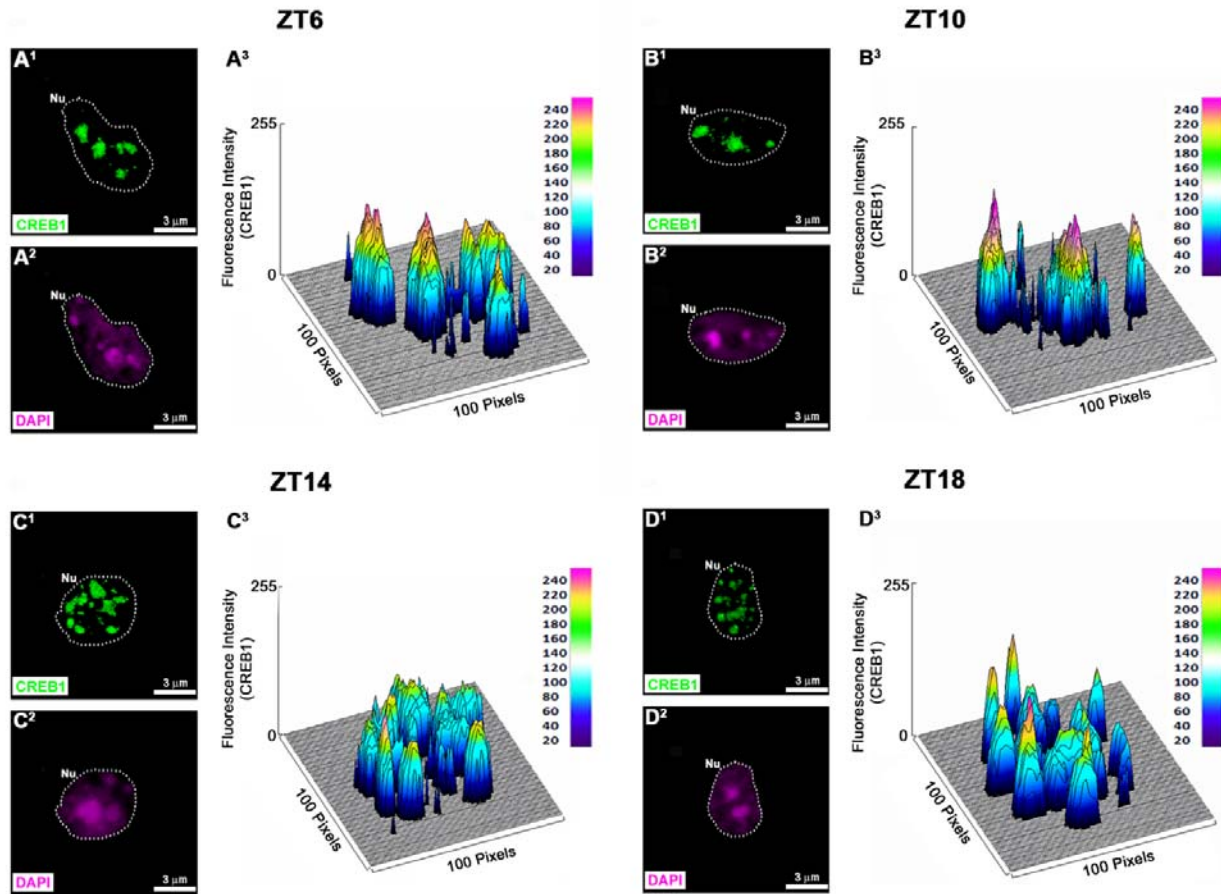 ZT6
A¹
Nu
CREB1
3 μm
A²
Nu
DAPI
3 μm
A³
255
0
Fluorescence Intensity
(CREB1)
100 Pixels
100 Pixels
240
220
200
180
160
140
120
100
80
60
40
20
ZT10
B¹
Nu
CREB1
3 μm
B²
Nu
DAPI
3 μm
B³
255
0
Fluorescence Intensity
(CREB1)
100 Pixels
100 Pixels
240
220
200
180
160
140
120
100
80
60
40
20
ZT14
C¹
Nu
CREB1
3 μm
C²
Nu
DAPI
3 μm
C³
255
0
Fluorescence Intensity
(CREB1)
100 Pixels
100 Pixels
240
220
200
180
160
140
120
100
80
60
40
20
ZT18
D¹
Nu
CREB1
3 μm
D²
Nu
DAPI
3 μm
D³
255
0
Fluorescence Intensity
(CREB1)
100 Pixels
100 Pixels
240
220
200
180
160
140
120
100
80
60
40
20